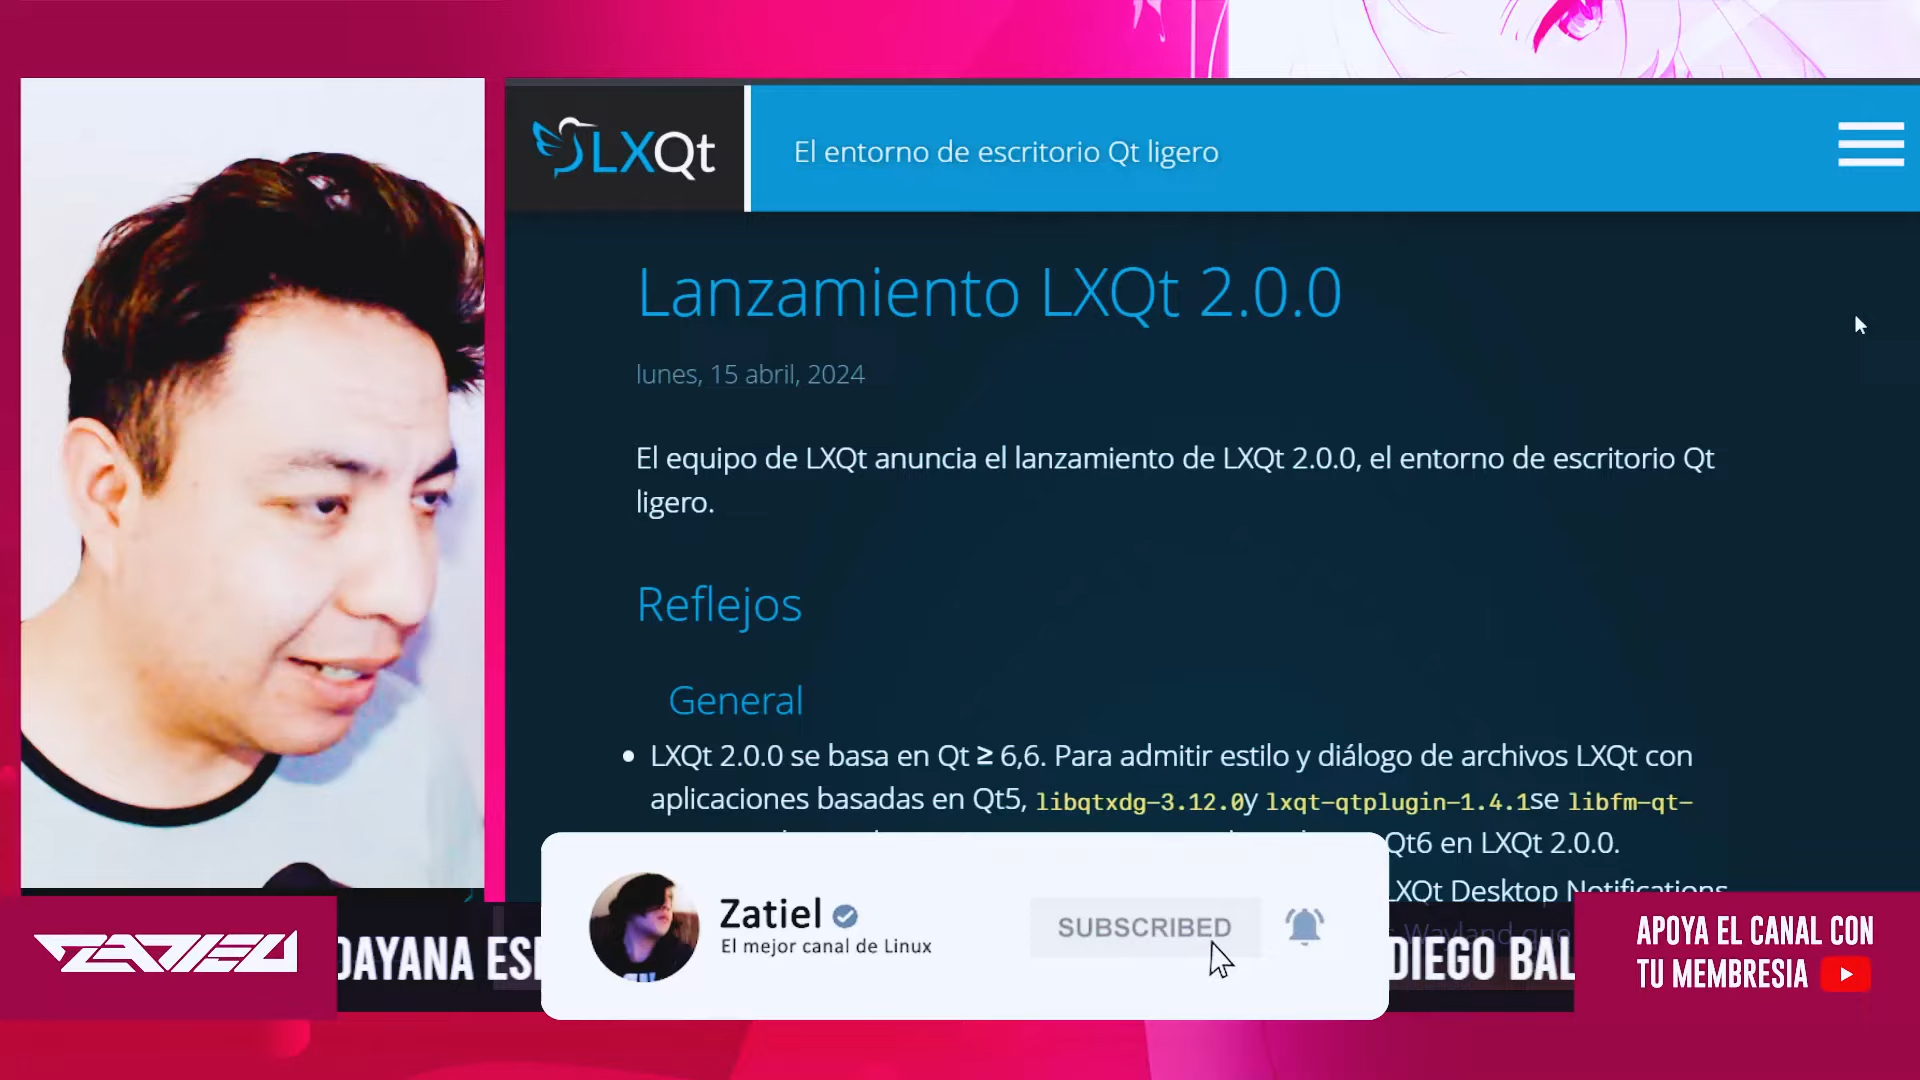 LXQt
El entorno de escritorio Qt ligero
Lanzamiento LXQt 2.0.0
lunes, 15 abril, 2024
El equipo de LXQt anuncia el lanzamiento de LXQt 2.0.0, el entorno de escritorio Qt
ligero.
Reflejos
General
• LXQt 2.0.0 se basa en Qt ≥ 6,6. Para admitir estilo y diálogo de archivos LXQt con
aplicaciones basadas en Qt5, libqtxdg-3.12.0y lxqt-qtplugin-1.4.1se libfm-qt-
Qt6 en LXQt 2.0.0.
LXQt Desktop Notifications
Wayland que
Zatiel
El mejor canal de Linux
SUBSCRIBED
ZATIEL
DAYANA
DIEGO
APOYA EL CANAL CON
TU MEMBRESIA